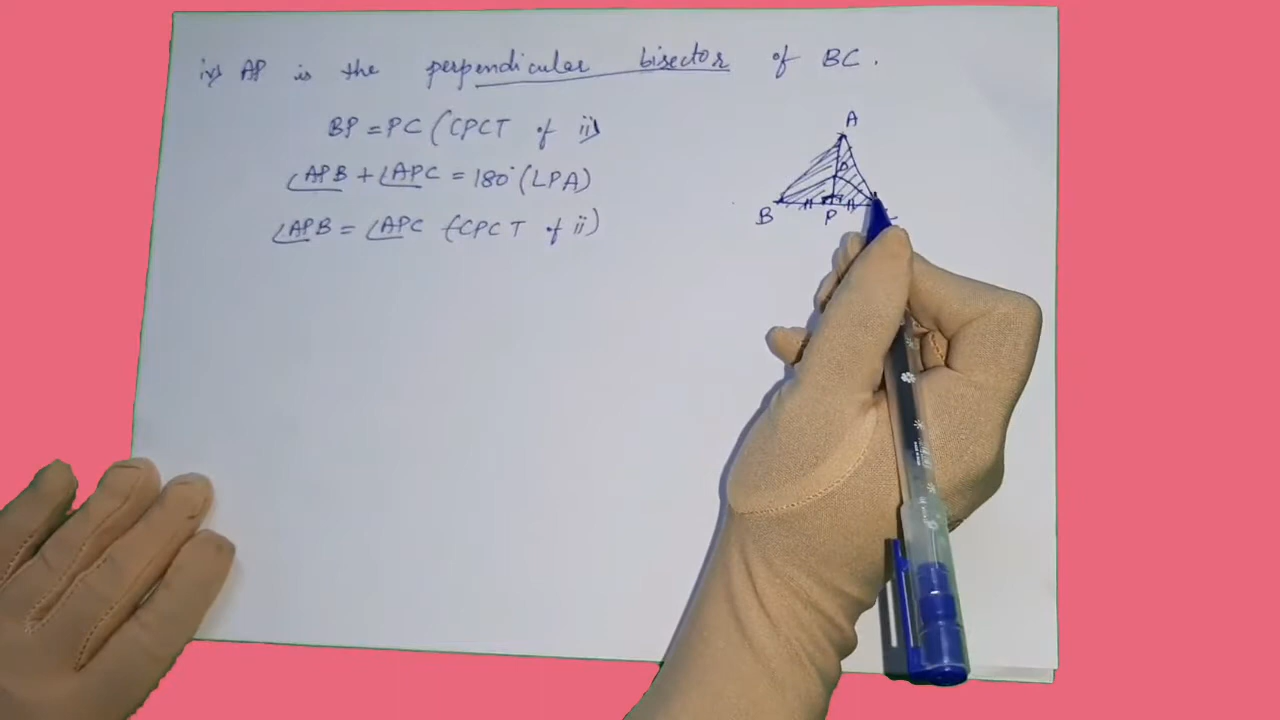 iv) AP is the perpendicular bisector of BC.
BP = PC (CPCT of ii)
∠APB + ∠APC = 180° (LPA)
∠APB = ∠APC (CPCT of ii)
A
D
B P C